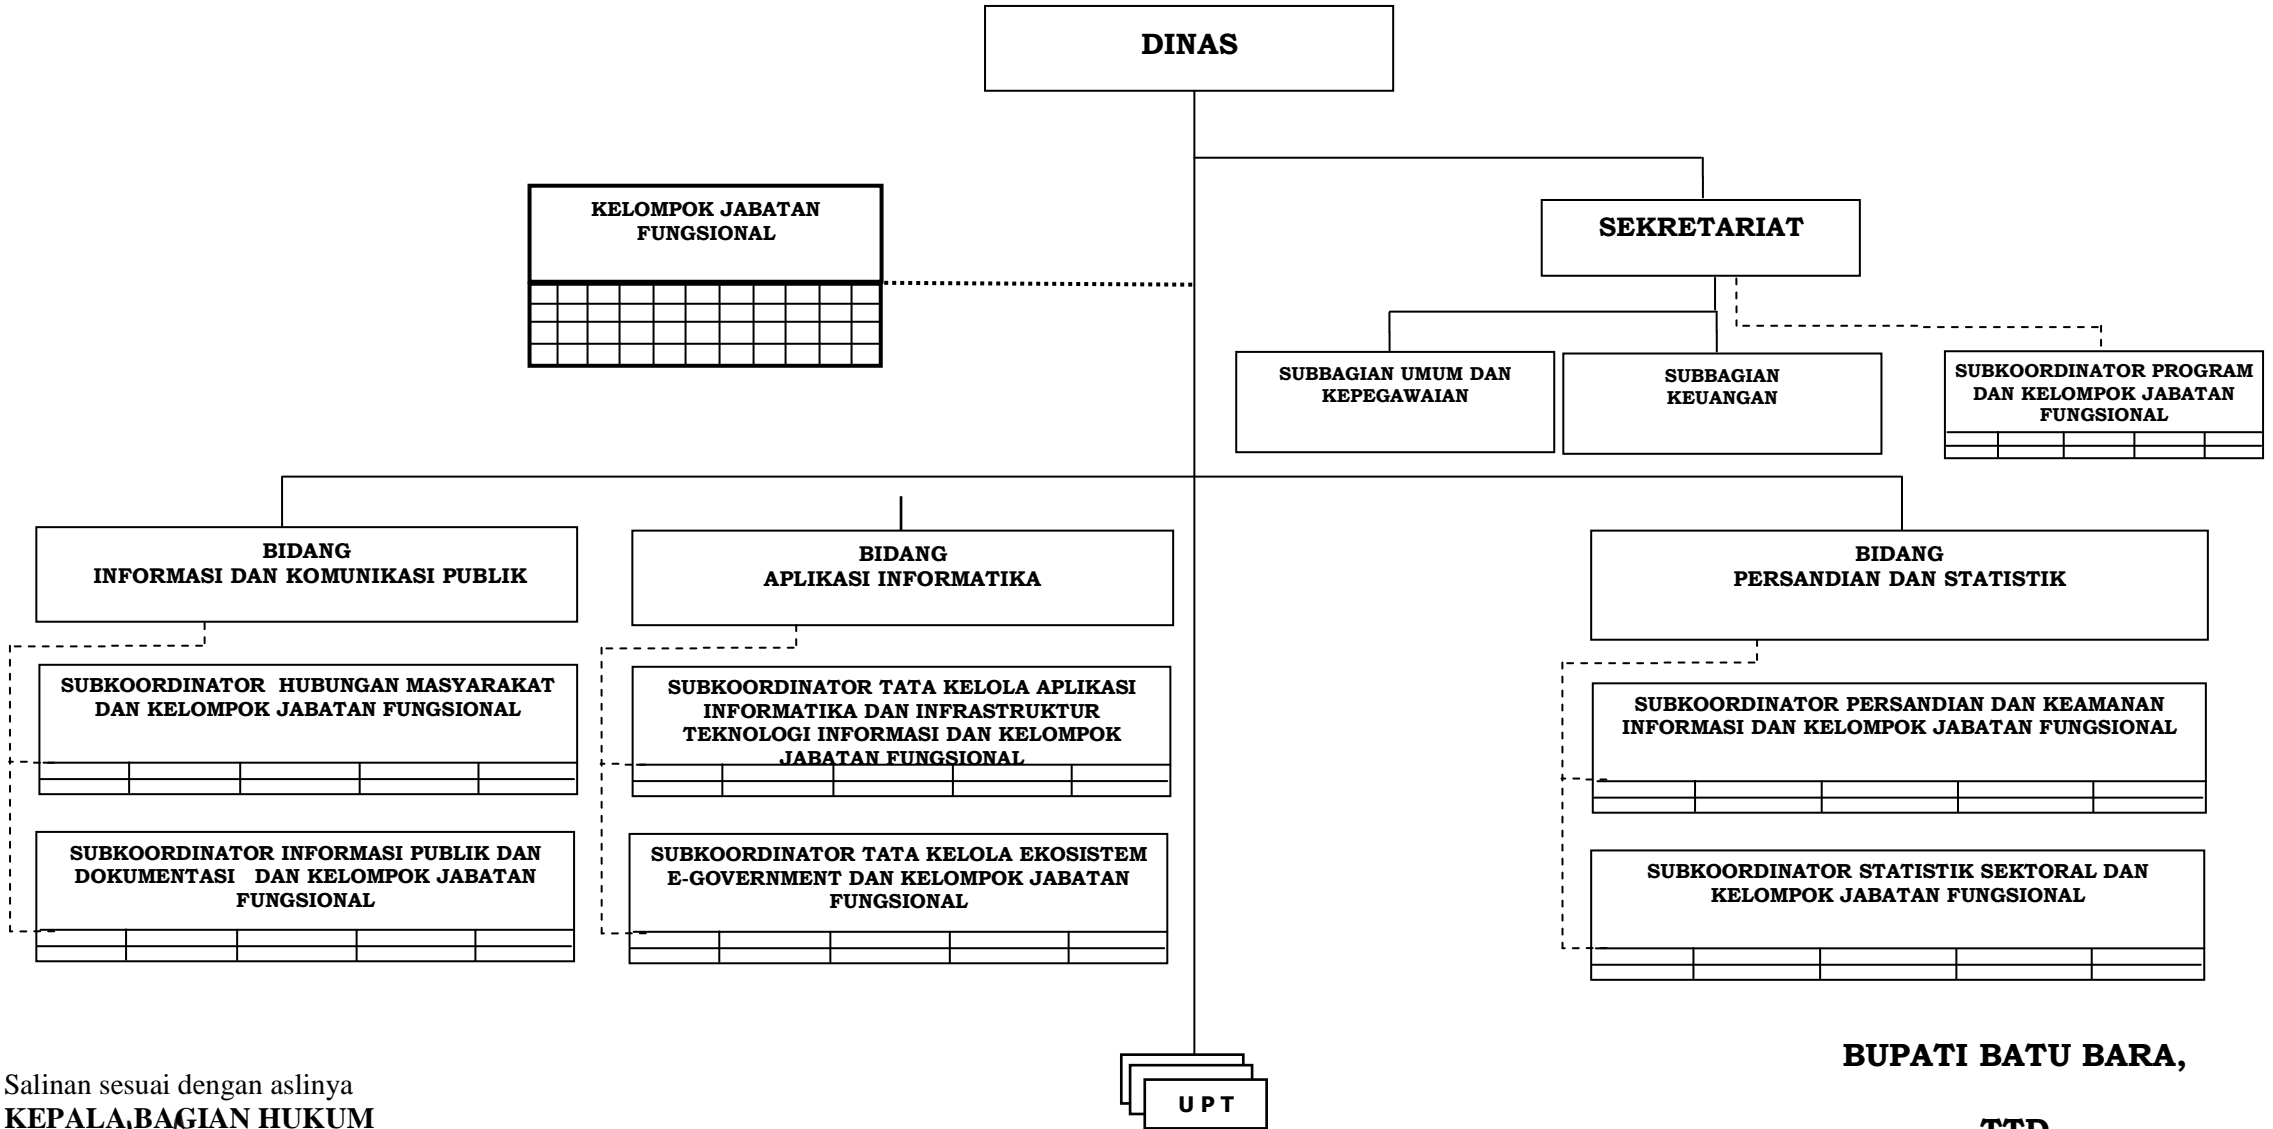 DINAS
KELOMPOK JABATAN
FUNGSIONAL
SEKRETARIAT
SUBBAGIAN UMUM DAN
KEPEGAWAIAN
SUBBAGIAN
KEUANGAN
SUBKOORDINATOR PROGRAM
DAN KELOMPOK JABATAN
FUNGSIONAL
BIDANG
INFORMASI DAN KOMUNIKASI PUBLIK
BIDANG
APLIKASI INFORMATIKA
BIDANG
PERSANDIAN DAN STATISTIK
SUBKOORDINATOR HUBUNGAN MASYARAKAT
DAN KELOMPOK JABATAN FUNGSIONAL
SUBKOORDINATOR TATA KELOLA APLIKASI
INFORMATIKA DAN INFRASTRUKTUR
TEKNOLOGI INFORMASI DAN KELOMPOK
JABATAN FUNGSIONAL
SUBKOORDINATOR PERSANDIAN DAN KEAMANAN
INFORMASI DAN KELOMPOK JABATAN FUNGSIONAL
SUBKOORDINATOR INFORMASI PUBLIK DAN
DOKUMENTASI DAN KELOMPOK JABATAN
FUNGSIONAL
SUBKOORDINATOR TATA KELOLA EKOSISTEM
E-GOVERNMENT DAN KELOMPOK JABATAN
FUNGSIONAL
SUBKOORDINATOR STATISTIK SEKTORAL DAN
KELOMPOK JABATAN FUNGSIONAL
U P T
Salinan sesuai dengan aslinya
KEPALA BAGIAN HUKUM
BUPATI BATU BARA,
TTD